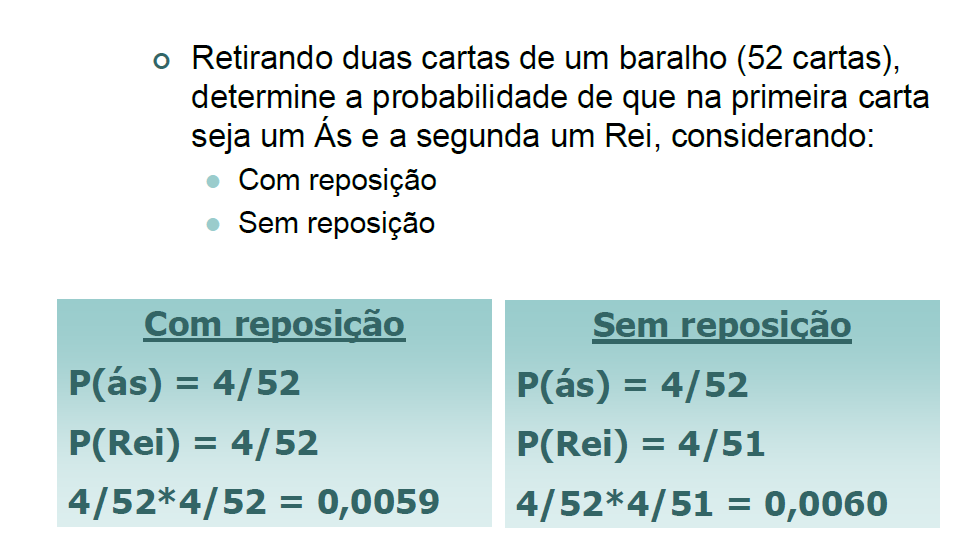 Retirando duas cartas de um baralho (52 cartas),
determine a probabilidade de que na primeira carta
seja um Ás e a segunda um Rei, considerando:
Com reposição
Sem reposição
Com reposição
P(ás) = 4/52
P(Rei) = 4/52
4/52*4/52 = 0,0059
Sem reposição
P(ás) = 4/52
P(Rei) = 4/51
4/52*4/51 = 0,0060